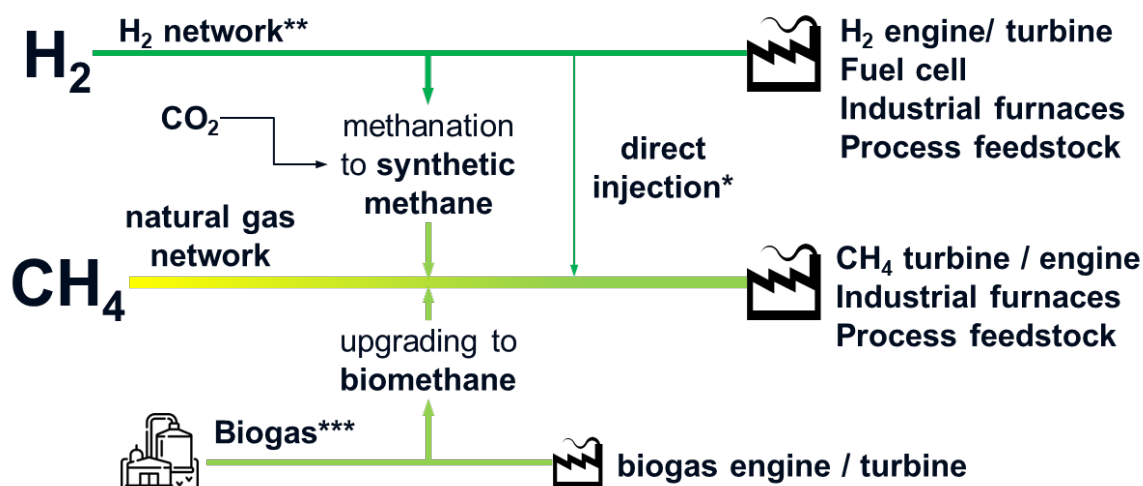 H₂
H₂ network**
H₂ engine/ turbine
Fuel cell
Industrial furnaces
Process feedstock
CO₂
methanation
to synthetic
methane
direct
injection*
natural gas
network
CH₄
CH₄ turbine / engine
Industrial furnaces
Process feedstock
upgrading to
biomethane
Biogas***
biogas engine / turbine